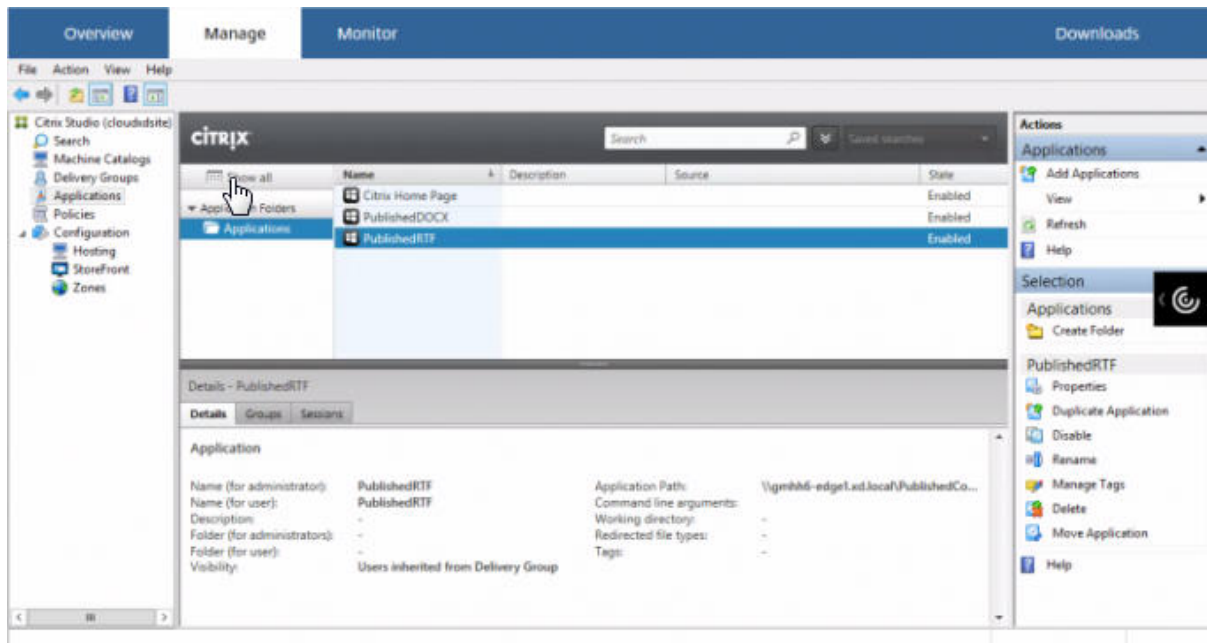 Overview Manage Monitor Downloads
File Action View Help
Citrix Studio (cloudxdsite)
Search
Machine Catalogs
Delivery Groups
Applications
Policies
Configuration
Hosting
StoreFront
Zones
CITRIX
Search
Saved searches
Show all
Application Folders
Applications
Name Description Source State
Citrix Home Page Enabled
PublishedDOCX Enabled
PublishedRTF Enabled
Details - PublishedRTF
Details Groups Sessions
Application
Name (for administrator): PublishedRTF
Name (for user): PublishedRTF
Description: -
Folder (for administrators): -
Folder (for user): -
Visibility: Users inherited from Delivery Group
Application Path: \\gmhh6-edge1.xd.local\PublishedCo...
Command line arguments:
Working directory: -
Redirected file types: -
Tags: -
Actions
Applications
Add Applications
View
Refresh
Help
Selection
Applications
Create Folder
PublishedRTF
Properties
Duplicate Application
Disable
Rename
Manage Tags
Delete
Move Application
Help